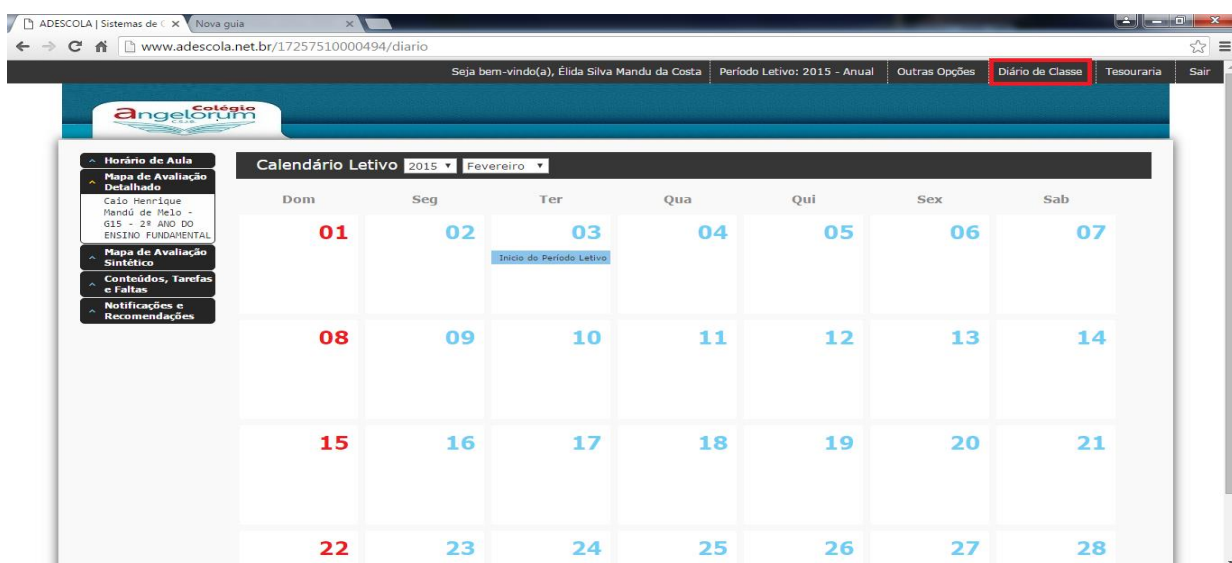 ADESCOLA | Sistemas de
Nova guia
www.adescola.net.br/17257510000494/diario
Seja bem-vindo(a), Élida Silva Mandu da Costa Período Letivo: 2015 - Anual Outras Opções Diário de Classe Tesouraria Sair
Colégio
angelorum
Horário de Aula
Mapa de Avaliação
Detalhado
Caio Henrique
Mandú de Melo -
G15 - 2º ANO DO
ENSINO FUNDAMENTAL
Mapa de Avaliação
Sintético
Conteúdos, Tarefas
e Faltas
Notificações e
Recomendações
Calendário Letivo 2015 Fevereiro
Dom Seg Ter Qua Qui Sex Sab
01 02 03 04 05 06 07
Inicio do Período Letivo
08 09 10 11 12 13 14
15 16 17 18 19 20 21
22 23 24 25 26 27 28